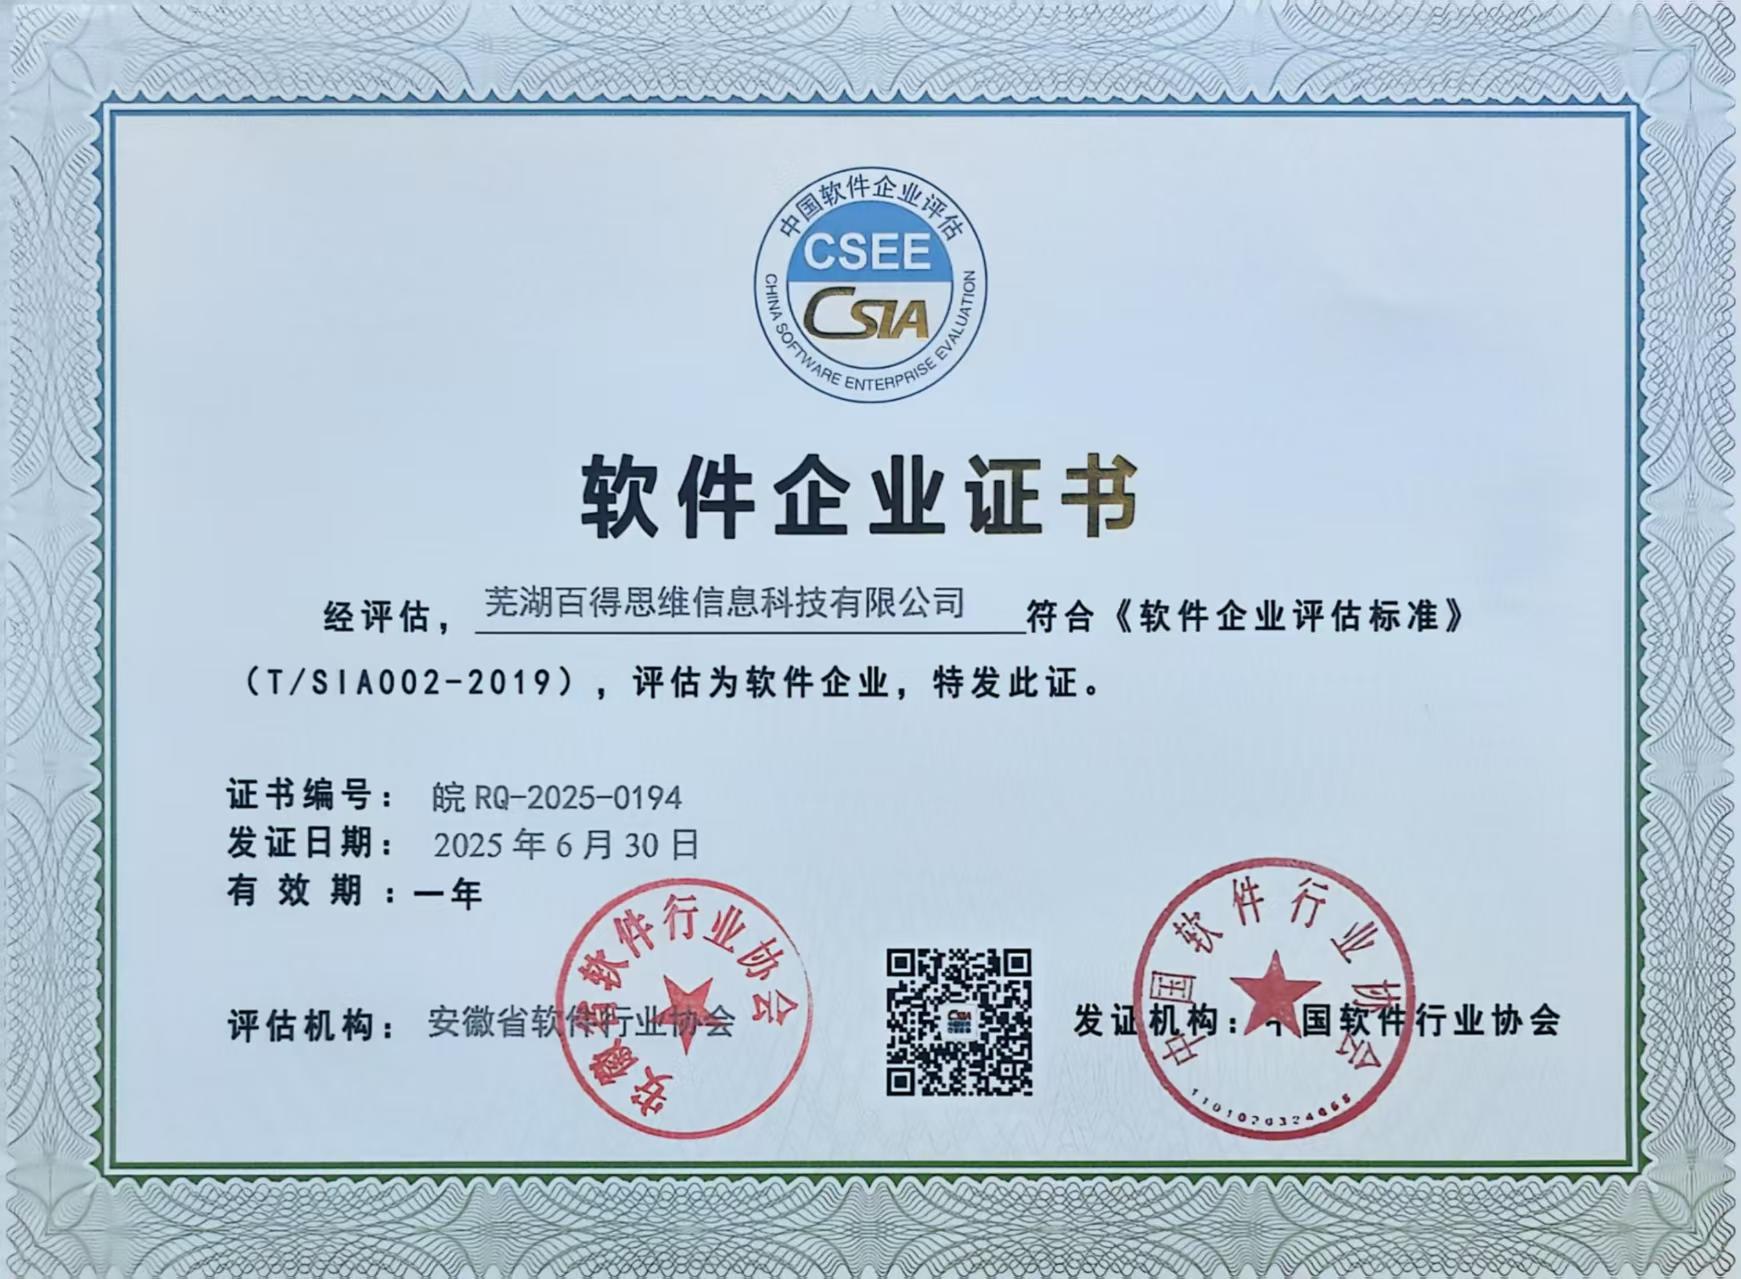 中国软件企业评估
CSEE
CSIA
CHINA SOFTWARE ENTERPRISE EVALUATION
软件企业证书
经评估，芜湖百得思维信息科技有限公司符合《软件企业评估标准》
（T/SIA002-2019），评估为软件企业，特发此证。
证书编号：皖RQ-2025-0194
发证日期：2025年6月30日
有效期：一年
评估机构：安徽省软件行业协会
安徽省软件行业协会
发证机构：中国软件行业协会
中国软件行业协会